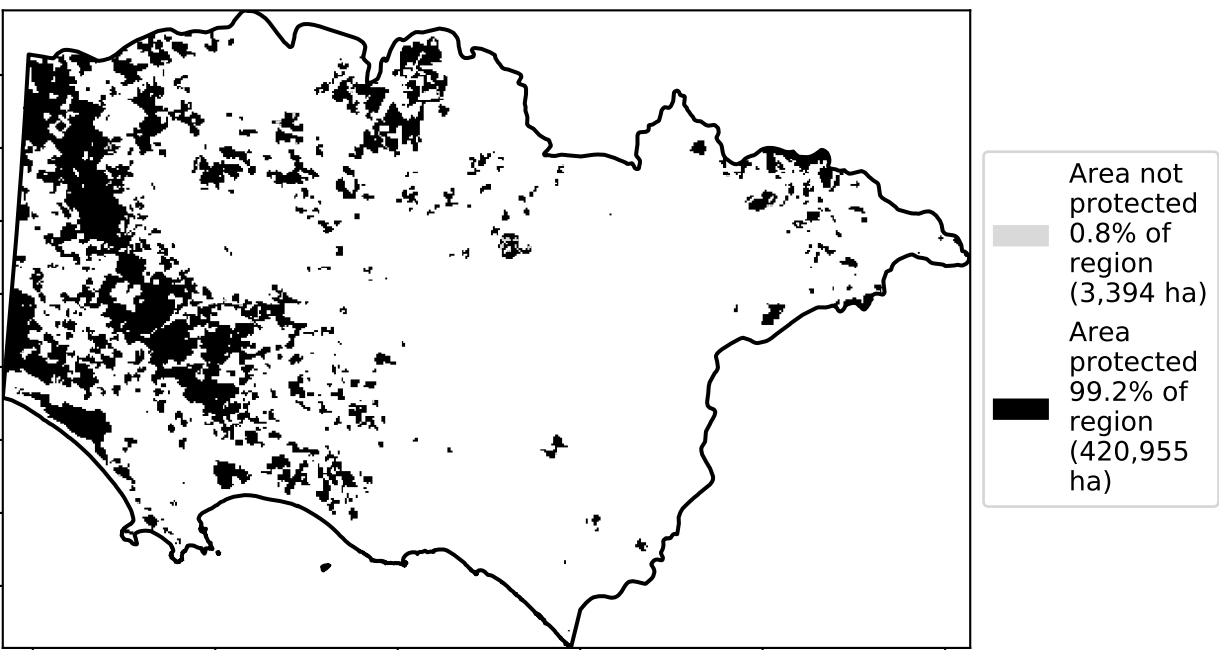 Area not
protected
0.8% of
region
(3,394 ha)
Area
protected
99.2% of
region
(420,955
ha)